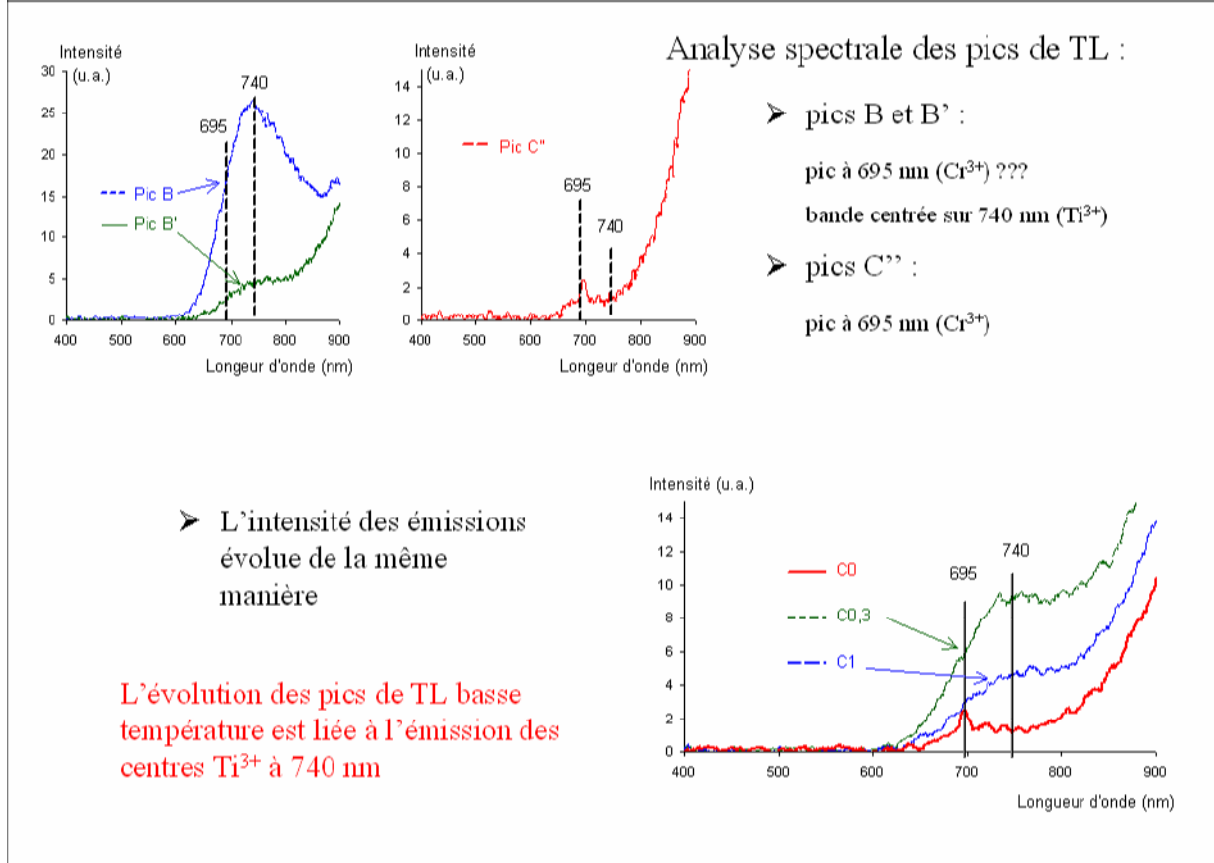 Analyse spectrale des pics de TL :
Intensité
(u.a.)
30
25
20
15
10
5
0
740
695
Pic B
Pic B'
400 500 600 700 800 900
Longeur d'onde (nm)
Intensité
(u.a.)
14
12
10
8
6
4
2
0
Pic C"
695
740
400 500 600 700 800 900
Longeur d'onde (nm)
➤ pics B et B’ :
pic à 695 nm (Cr³⁺) ???
bande centrée sur 740 nm (Ti³⁺)
➤ pics C’’ :
pic à 695 nm (Cr³⁺)
➤ L’intensité des émissions
évolue de la même
manière
L’évolution des pics de TL basse
température est liée à l’émission des
centres Ti³⁺ à 740 nm
Intensité (u.a.)
14
12
10
8
6
4
2
0
740
695
C0
C0,3
C1
400 500 600 700 800 900
Longueur d'onde (nm)